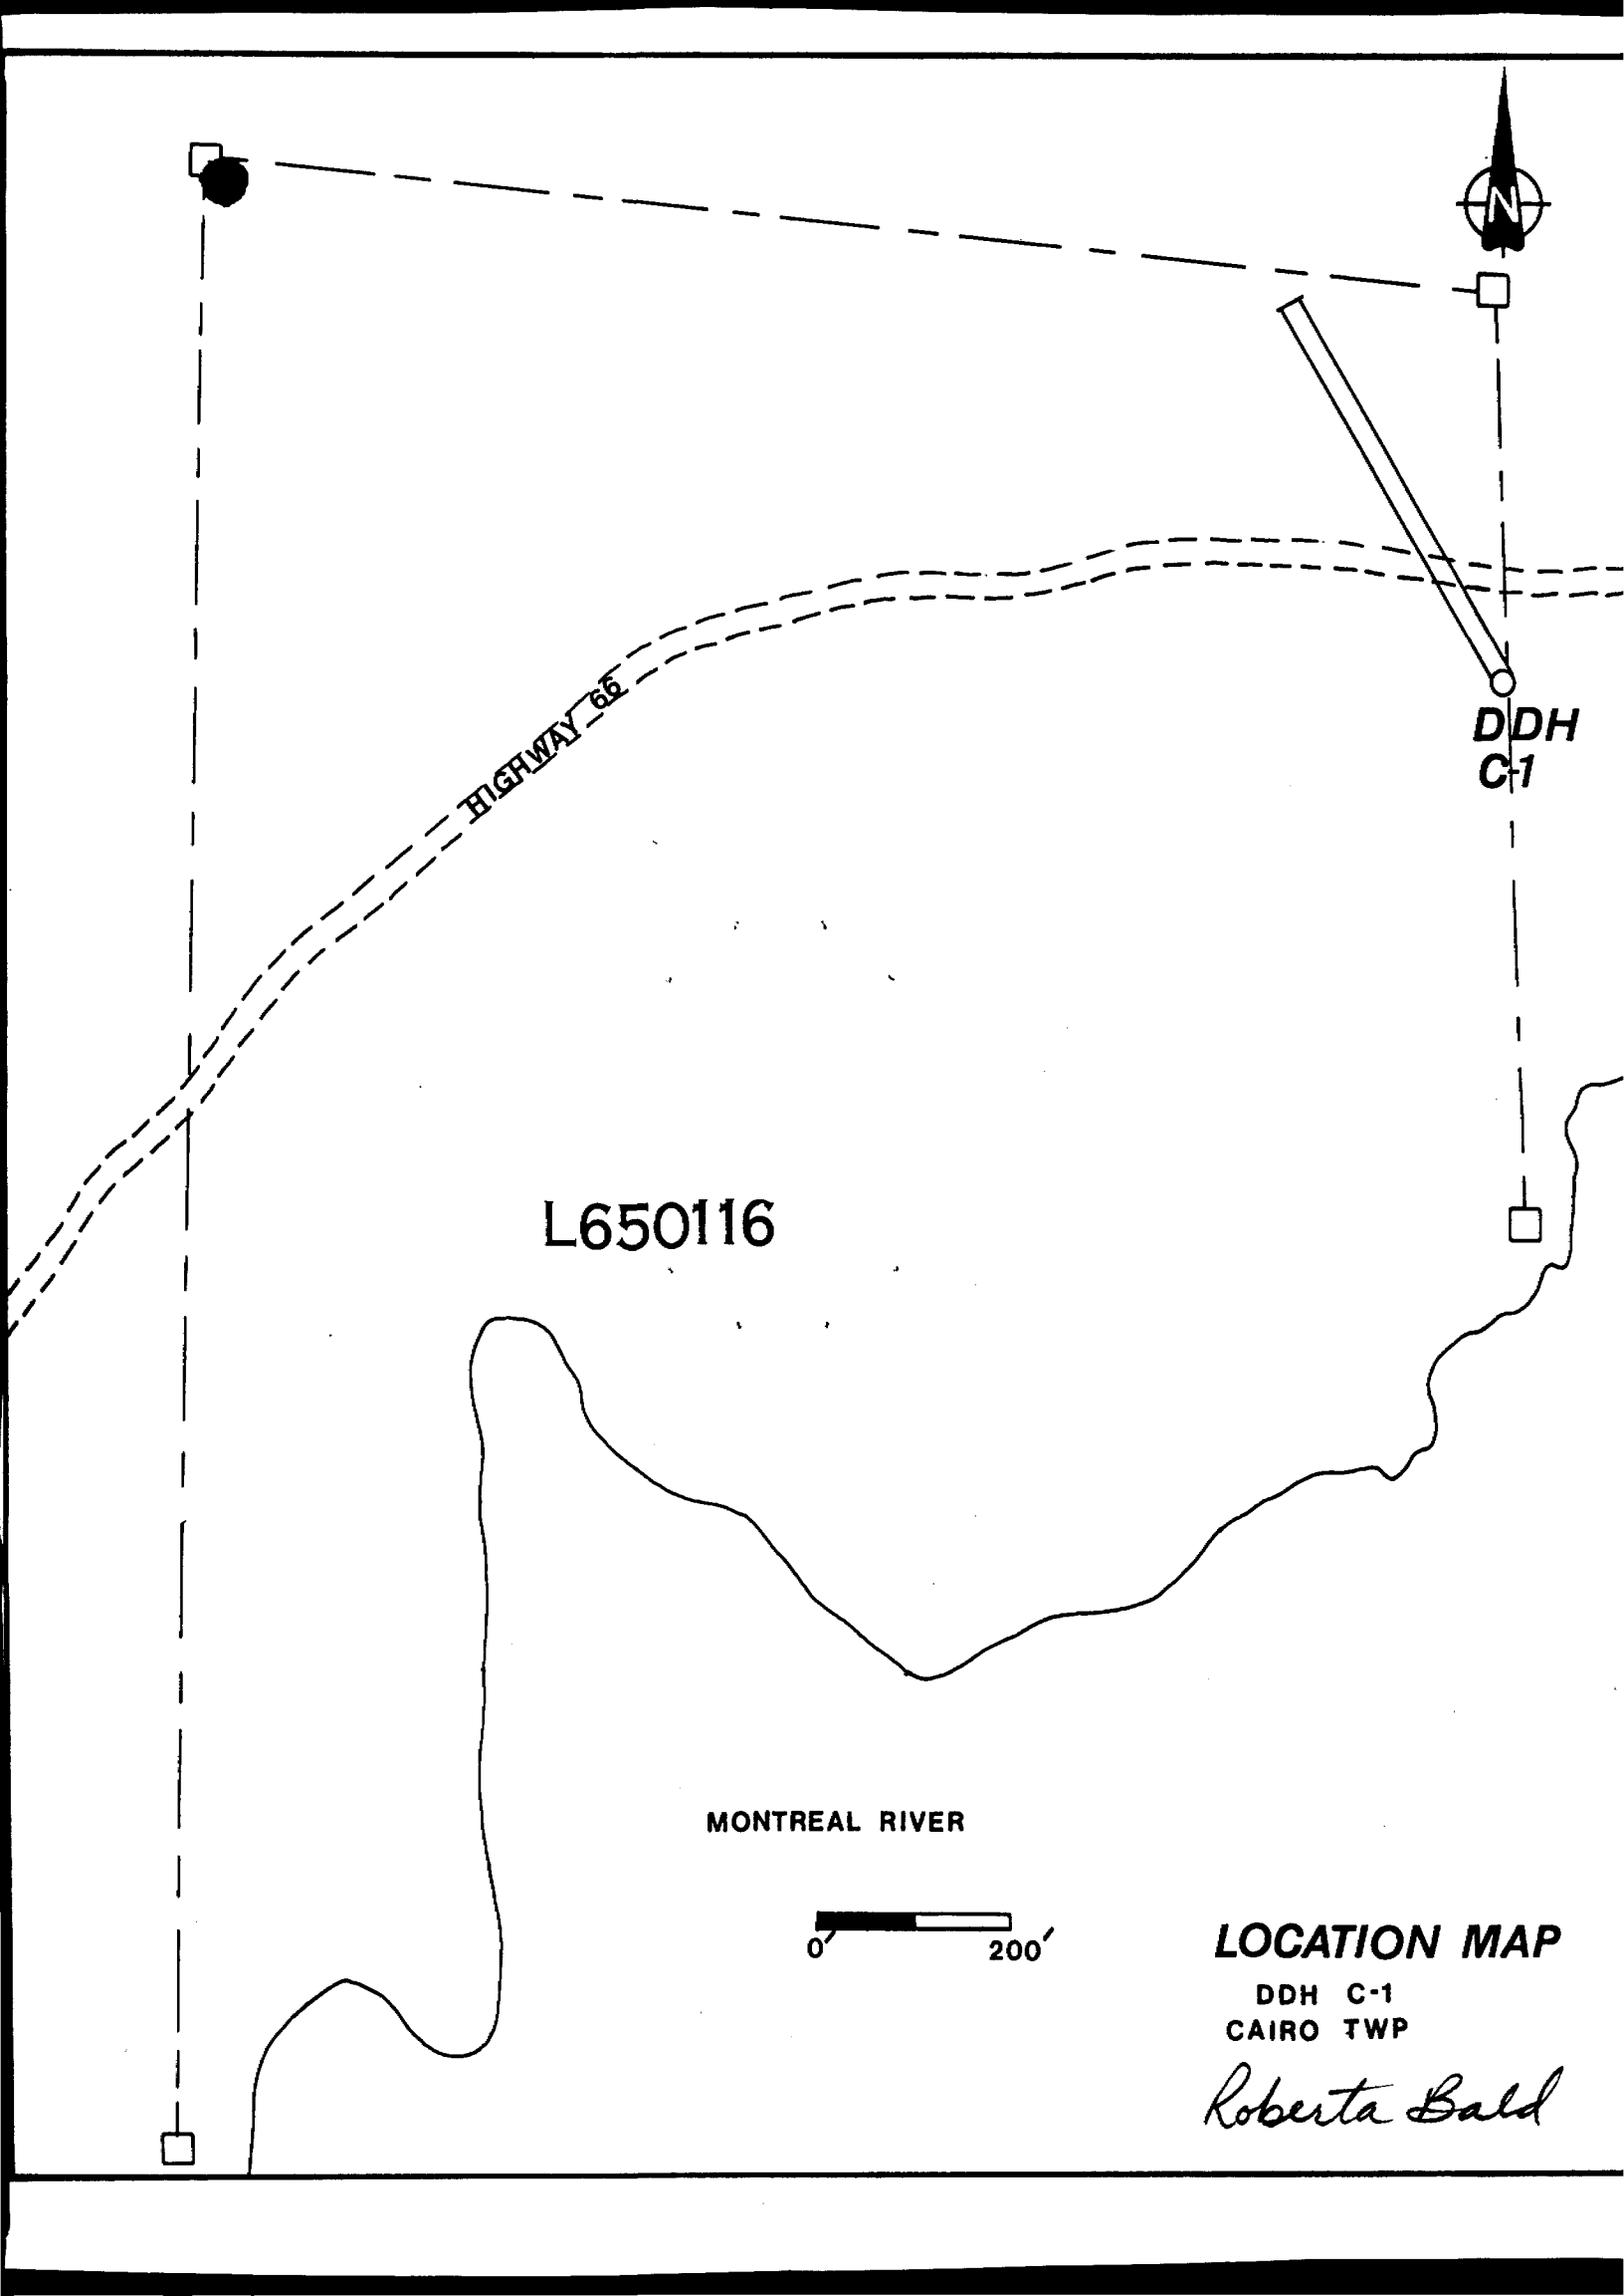 N
HIGHWAY 66
DDH
C-1
L650116
MONTREAL RIVER
0' 200'
LOCATION MAP
DDH C-1
CAIRO TWP
Roberta Bald